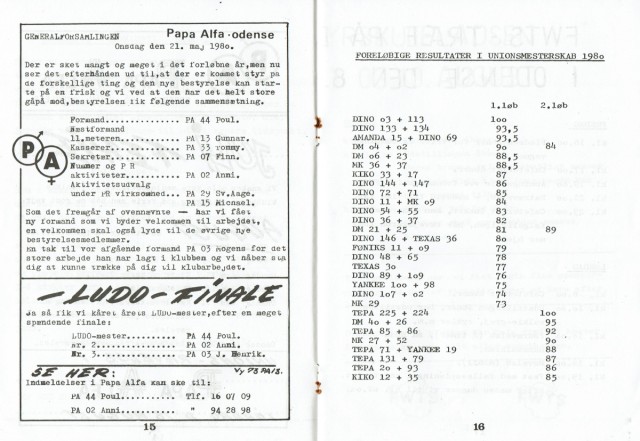 GENERALFORSAMLINGEN
Papa Alfa-odense
Onsdag den 21. maj 198o.
Der er sket mangt og meget i det forløbne år,men nu
ser det efterhånden ud til,at der er kommet styr på
de forskellige ting og den nye bestyrelse kan star-
te på en frisk og vi ved at den har det helt store
gåpå mod,bestyrelsen fik følgende sammensætning.
Formand............. PA 44 Poul.
Næstformand
11,meteren.......... PA 13 Gunnar.
Kasserer............ PA 33 Tommy.
Sekretær............ PA 07 Finn.
Nummer og P R
aktiviteter......... PA 02 Anni.
Aktivitetsudvalg
under PR virksomhed... PA 29 Sv.Aage.
PA 15 Michael.
PA
Som det fremgår af ovennævnte - har vi fået
ny formand som vi byder velkommen til arbejdet,
en velkommen skal også lyde til de øvrige nye
bestyrelsesmedlemmer.
En tak til vor afgående formand PA 03 Mogens for det
store arbejde han har lagt i klubben og vi håber sta
dig at kunne trække på dig til klubarbejdet.
-LUDO-FINALE
Ja så fik vi kåret årets LUDO-mester,efter en meget
spændende finale:
LUDO-mester..... PA 44 Poul.
nr. 2........... PA 02 Anni.
Nr. 3........... PA 03 J. Henrik.
SE HER:
Vy 73 PA/13.
Indmeldelser i Papa Alfa kan ske til:
PA 44 Poul.......... Tlf. 16 07 09
PA 02 Anni.......... " 94 28 98
15
FORELØBIGE RESULTATER I UNIONSMESTERSKAB 198o
1.løb 2.løb
DINO o3 + 113 1oo
DINO 133 + 134 93,5
AMANDA 15 + DINO 69 93,5
DM o4 + o2 9o 84
DM o6 + 23 88,5
MK 36 + 37 88,5
KIKO 33 + 17 87
DINO 144 + 147 86
DINO 72 + 71 85
DINO 11 + MK o9 84
DINO 54 + 55 83
DINO 36 + 37 82
DM 21 + 25 81 89
DINO 146 + TEXAS 36 8o
FØNIKS 11 + o9 79
DINO 48 + 65 78
TEXAS 3o 77
DINO 89 + 1o9 76
YANKEE 1oo + 98 75
DINO 1o7 + o2 74
MK 29 73
TEPA 225 + 224 1oo
DM 4o + 26 95
TEPA 85 + 86 92
MK 27 + 52 9o
TEPA 71 + YANKEE 19 88
TEPA 131 + 79 87
TEPA 2o + 93 86
KIKO 12 + 35 85
16